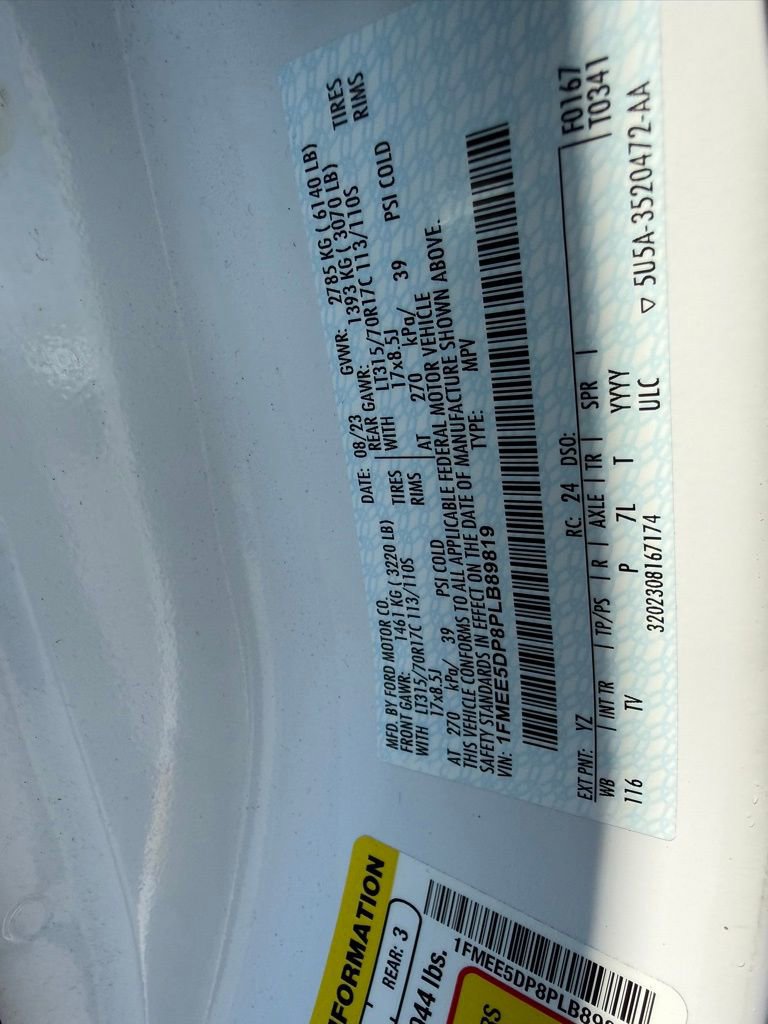 MFD. BY FORD MOTOR CO.
DATE: 08/23 GVWR: 2785 KG ( 6140 LB)
FRONT GAWR: 1461 KG ( 3220 LB) REAR GAWR: 1393 KG ( 3070 LB)
WITH LT315/70R17C 113/110S TIRES WITH LT315/70R17C 113/110S TIRES
17x8.5J RIMS 17x8.5J RIMS
AT 270 kPa/ 39 PSI COLD AT 270 kPa/ 39 PSI COLD
THIS VEHICLE CONFORMS TO ALL APPLICABLE FEDERAL MOTOR VEHICLE
SAFETY STANDARDS IN EFFECT ON THE DATE OF MANUFACTURE SHOWN ABOVE.
VIN: 1FMEE5DP8PLB89819 TYPE: MPV
F0167
T0341
EXT PNT: YZ RC: 24 DSO:
WB INT TR TP/PS R AXLE TR SPR
116 TV P 7L T YYYY
3202308167174 ULC
▽ 5U5A-3520472-AA
FORMATION
REAR: 3
044 lbs.
1FMEE5DP8PLB89